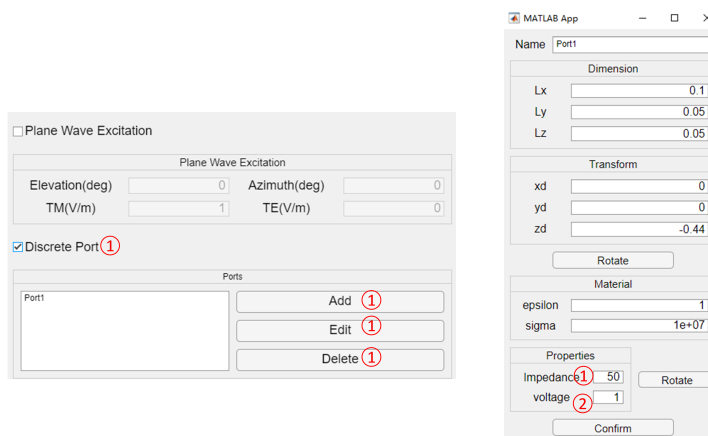 Plane Wave Excitation
Plane Wave Excitation
Elevation(deg) 0 Azimuth(deg) 0
TM(V/m) 1 TE(V/m) 0
Discrete Port ①
Ports
Port1
Add ①
Edit ①
Delete ①
MATLAB App
Name Port1
Dimension
Lx 0.1
Ly 0.05
Lz 0.05
Transform
xd 0
yd 0
zd -0.44
Rotate
Material
epsilon 1
sigma 1e+07
Properties
Impedance ① 50
Rotate
voltage ② 1
Confirm